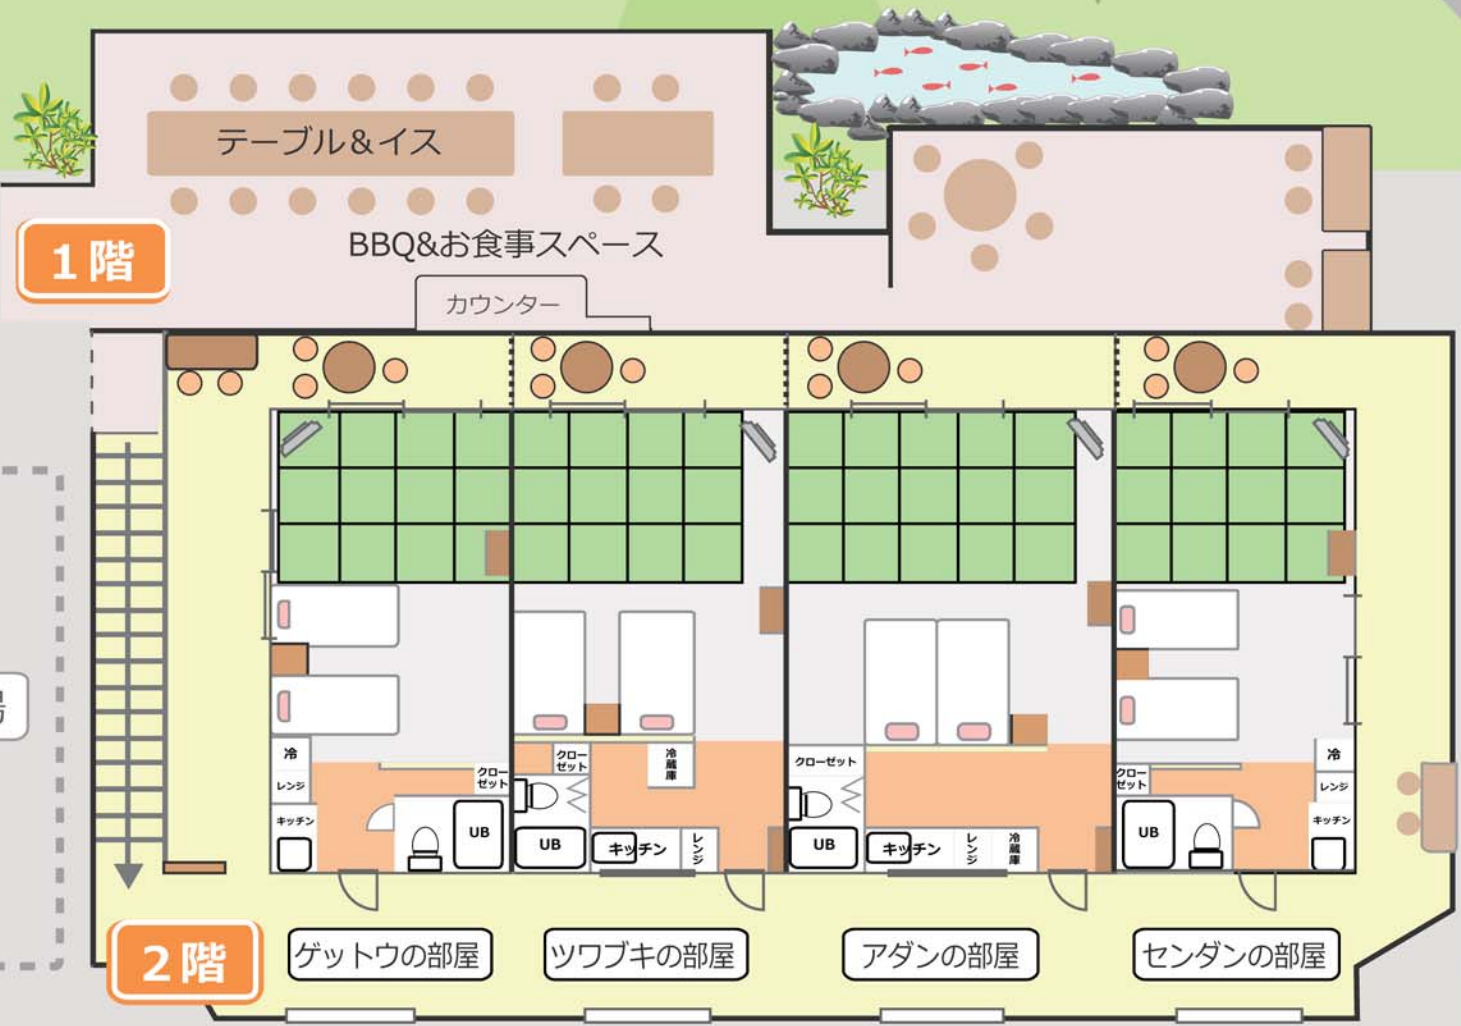 テーブル＆イス
1階
BBQ&お食事スペース
カウンター
場
冷
レンジ
キッチン
クロー
ゼット
UB
クロー
ゼット
冷蔵庫
UB
キッチン
レンジ
クローゼット
UB
キッチン
レンジ
冷蔵庫
クロー
ゼット
UB
冷
レンジ
キッチン
2階
ゲットウの部屋
ツワブキの部屋
アダンの部屋
センダンの部屋